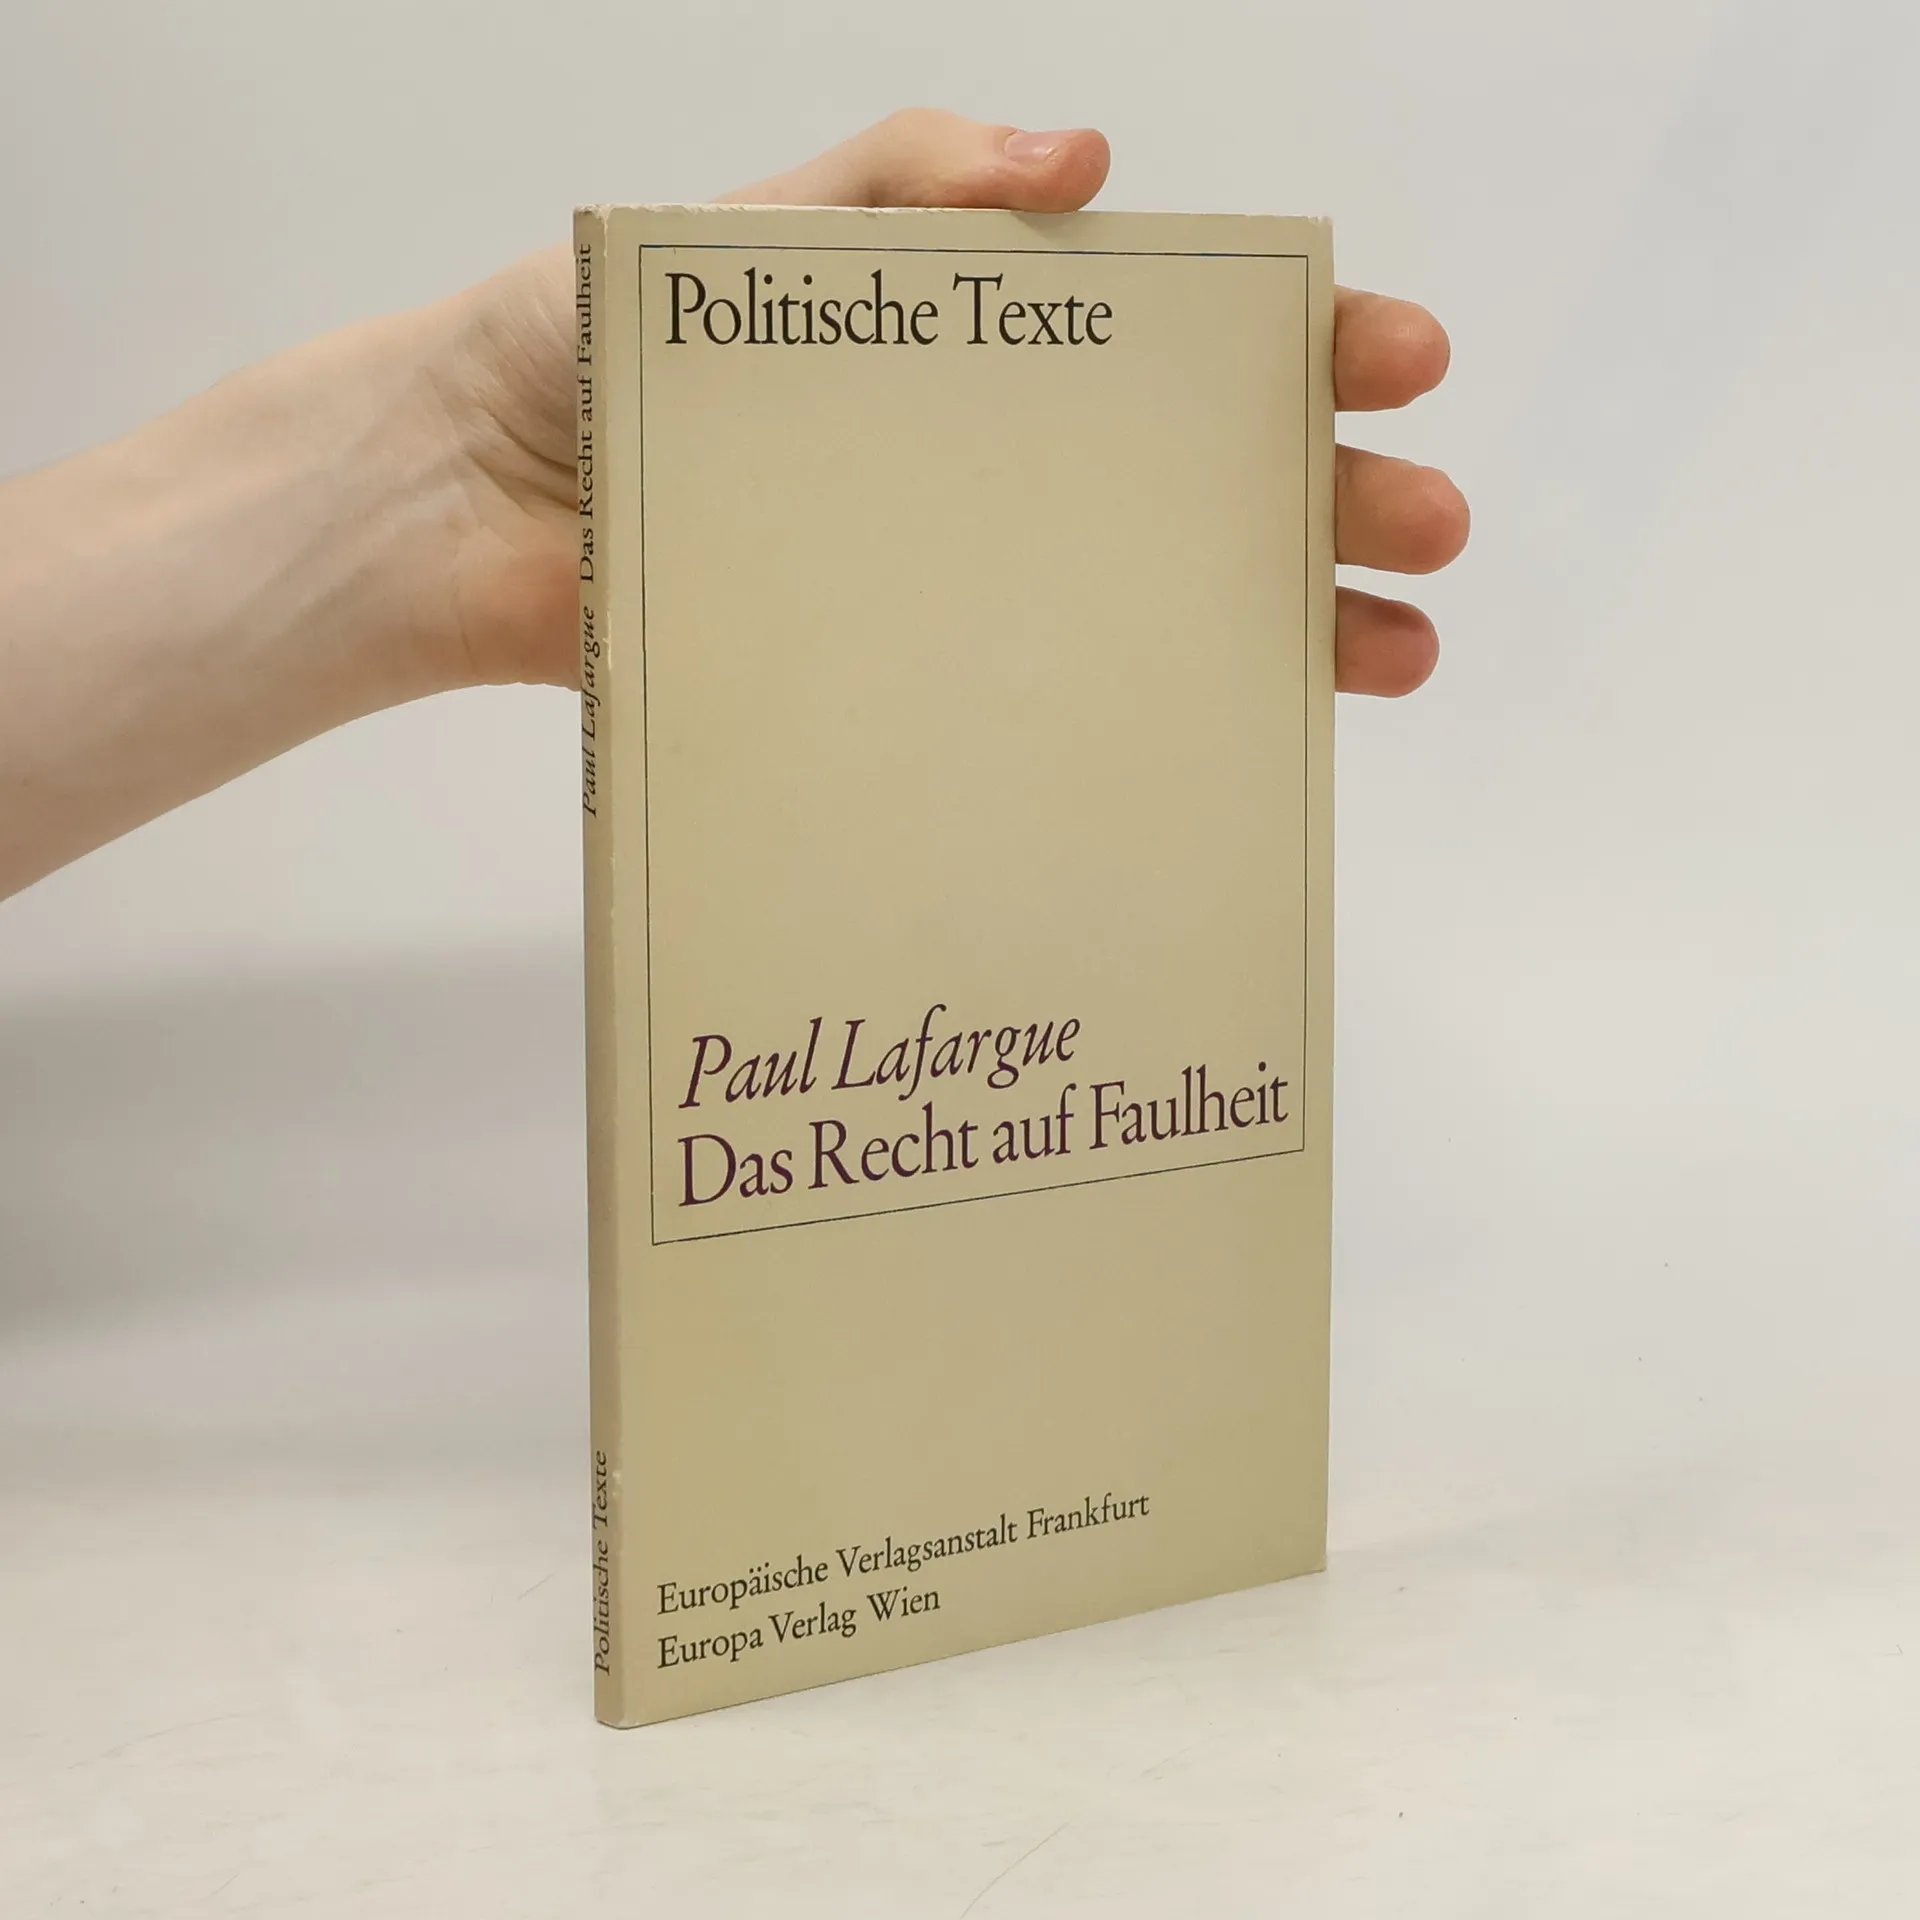 Politische Texte
Paul Lafargue
Das Recht auf Faulheit
Europäische Verlagsanstalt Frankfurt
Europa Verlag Wien
Paul Lafargue Das Recht auf Faulheit
Politische Texte